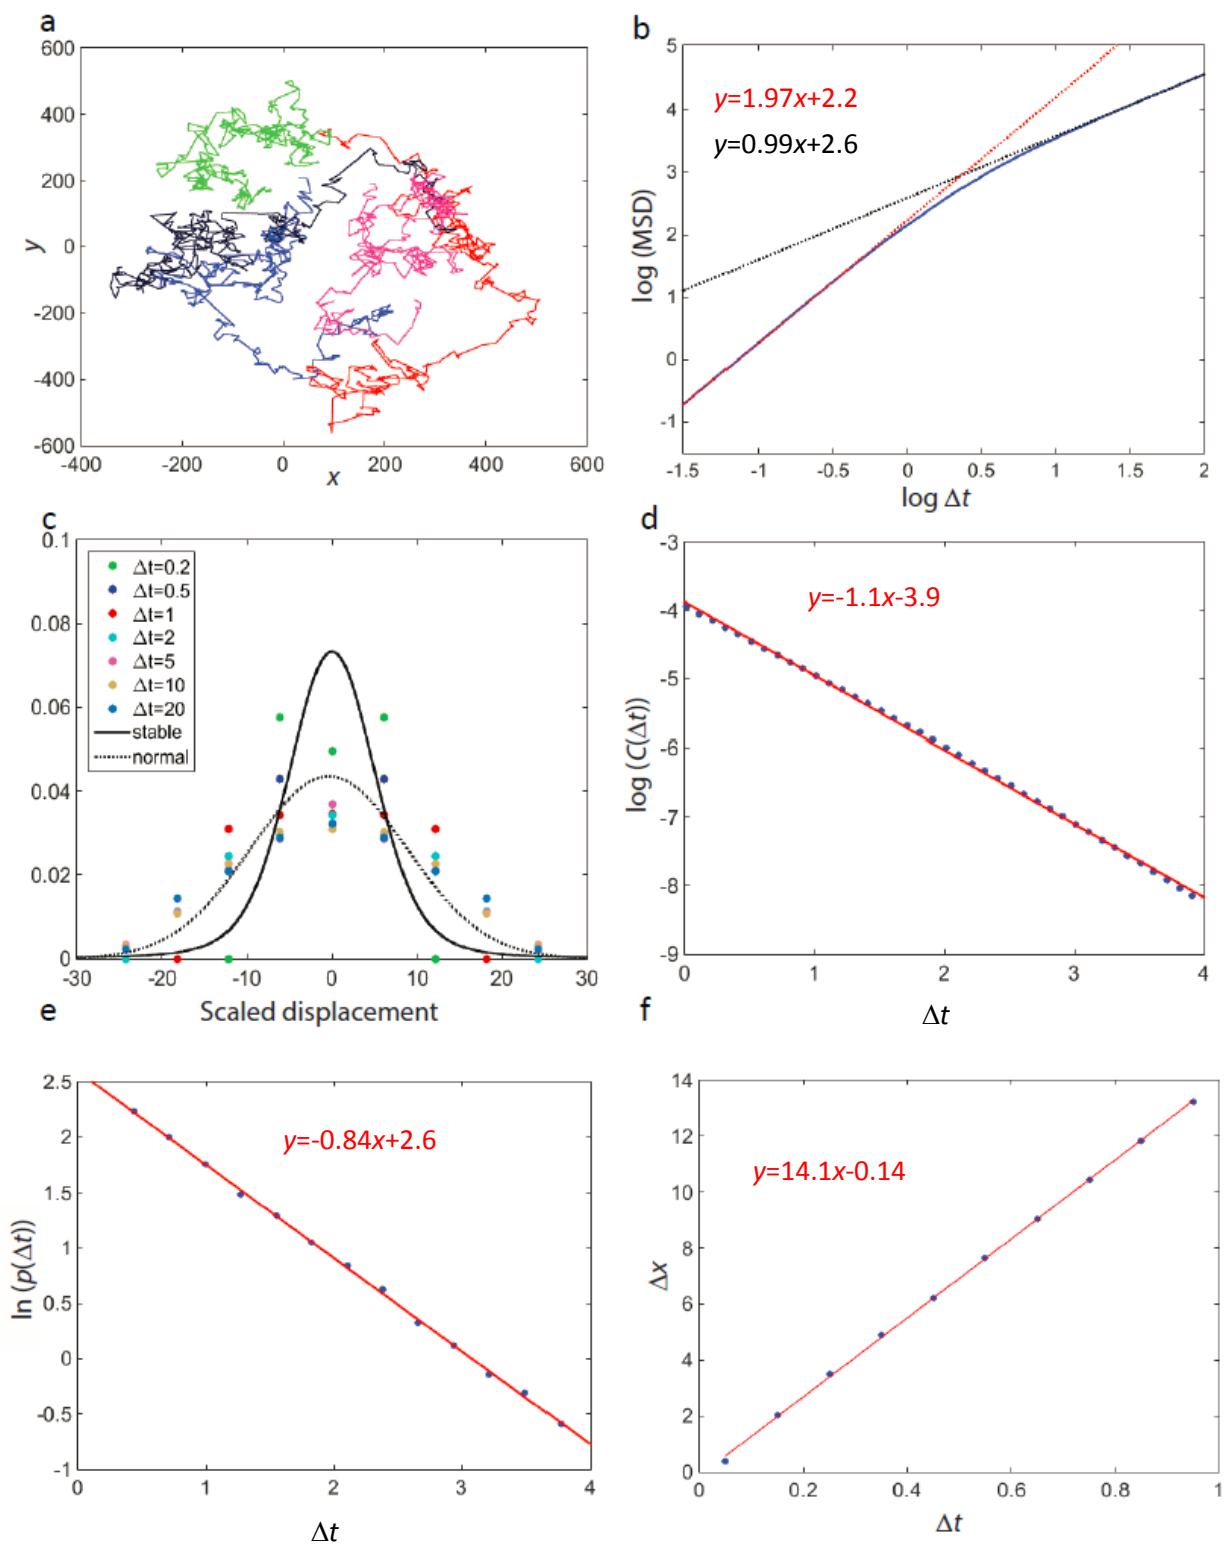 a
600
400
200
0
-200
-400
-600
y
-400
-200
0
200
400
600
x
b
5
4
3
2
1
0
-1
log (MSD)
y=1.97x+2.2
y=0.99x+2.6
-1.5
-1
-0.5
0
0.5
1
1.5
2
log Δt
c
0.1
0.08
0.06
0.04
0.02
0
Δt=0.2
Δt=0.5
Δt=1
Δt=2
Δt=5
Δt=10
Δt=20
stable
normal
-30
-20
-10
0
10
20
30
Scaled displacement
d
-3
-4
-5
-6
-7
-8
-9
log (C(Δt))
y=-1.1x-3.9
0
1
2
3
4
Δt
e
2.5
2
1.5
1
0.5
0
-0.5
-1
ln (p(Δt))
y=-0.84x+2.6
0
1
2
3
4
Δt
f
14
12
10
8
6
4
2
0
Δx
y=14.1x-0.14
0
0.2
0.4
0.6
0.8
1
Δt